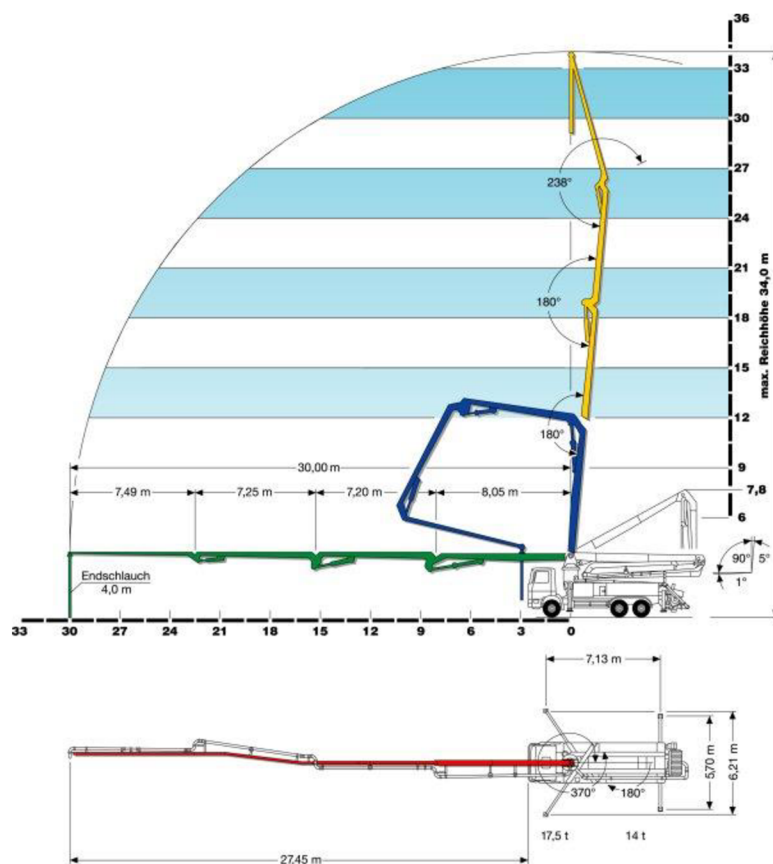 36
33
30
27
24
21
18
15
12
9
7,8
6
max. Reichhöhe 34,0 m
238°
180°
180°
30,00 m
7,49 m
7,25 m
7,20 m
8,05 m
Endschlauch
4,0 m
90°
5°
1°
33 30 27 24 21 18 15 12 9 6 3 0
7,13 m
370°
180°
5,70 m
6,21 m
17,5 t
14 t
27,45 m